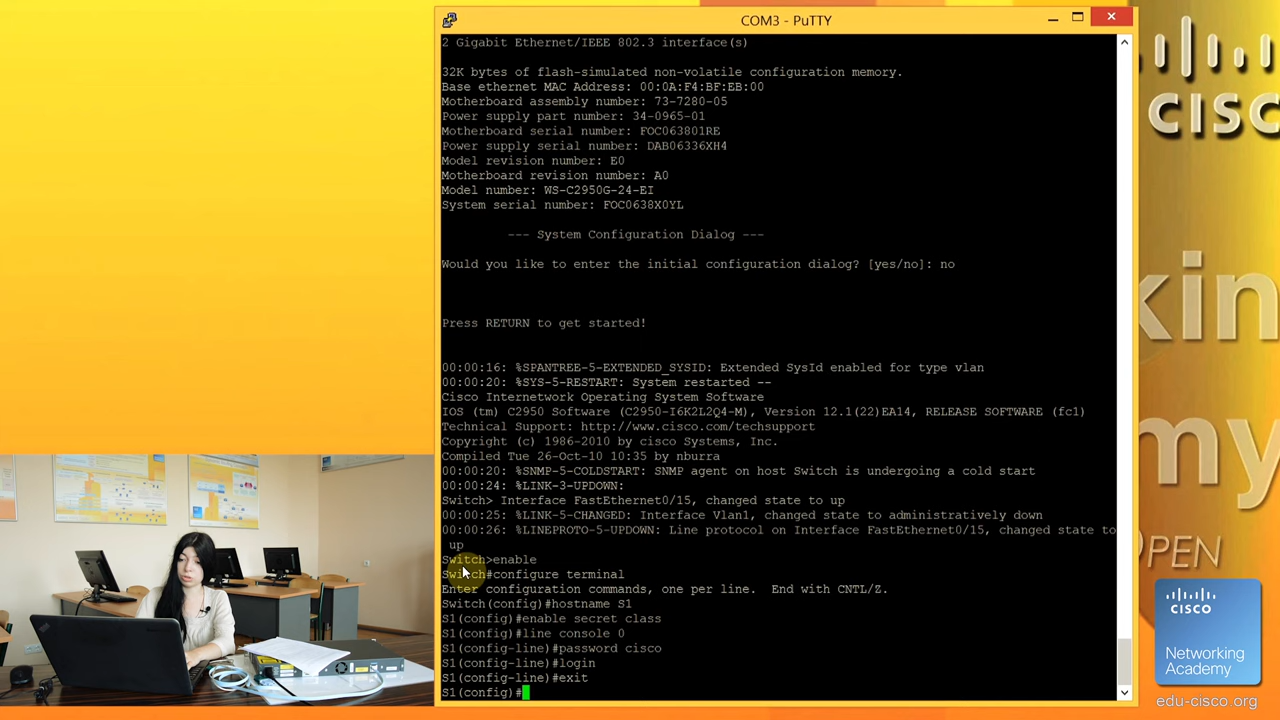 COM3 - PuTTY
2 Gigabit Ethernet/IEEE 802.3 interface(s)
32K bytes of flash-simulated non-volatile configuration memory.
Base ethernet MAC Address: 00:0A:F4:BF:EB:00
Motherboard assembly number: 73-7280-05
Power supply part number: 34-0965-01
Motherboard serial number: FOC063801RE
Power supply serial number: DAB06336XH4
Model revision number: E0
Motherboard revision number: A0
Model number: WS-C2950G-24-EI
System serial number: FOC0638X0YL
--- System Configuration Dialog ---
Would you like to enter the initial configuration dialog? [yes/no]: no
Press RETURN to get started!
00:00:16: %SPANTREE-5-EXTENDED_SYSID: Extended SysId enabled for type vlan
00:00:20: %SYS-5-RESTART: System restarted --
Cisco Internetwork Operating System Software
IOS (tm) C2950 Software (C2950-I6K2L2Q4-M), Version 12.1(22)EA14, RELEASE SOFTWARE (fc1)
Technical Support: http://www.cisco.com/techsupport
Copyright (c) 1986-2010 by cisco Systems, Inc.
Compiled Tue 26-Oct-10 10:35 by nburra
00:00:20: %SNMP-5-COLDSTART: SNMP agent on host Switch is undergoing a cold start
00:00:24: %LINK-3-UPDOWN:
Switch> Interface FastEthernet0/15, changed state to up
00:00:25: %LINK-5-CHANGED: Interface Vlan1, changed state to administratively down
00:00:26: %LINEPROTO-5-UPDOWN: Line protocol on Interface FastEthernet0/15, changed state to
up
Switch>enable
Switch#configure terminal
Enter configuration commands, one per line.  End with CNTL/Z.
Switch(config)#hostname S1
S1(config)#enable secret class
S1(config)#line console 0
S1(config-line)#password cisco
S1(config-line)#login
S1(config-line)#exit
S1(config)#
CISCO
kin
my
OPEN
CISCO
Networking
Academy
edu-cisco.org